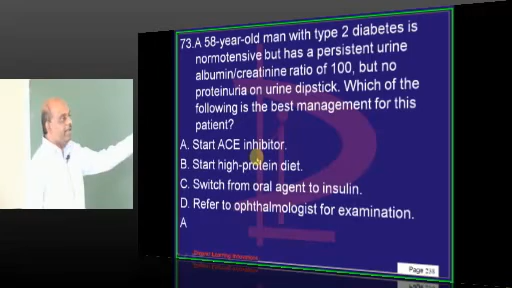 73.A 58-year-old man with type 2 diabetes is
normotensive but has a persistent urine
albumin/creatinine ratio of 100, but no
proteinuria on urine dipstick. Which of the
following is the best management for this
patient?
A. Start ACE inhibitor.
B. Start high-protein diet.
C. Switch from oral agent to insulin.
D. Refer to ophthalmologist for examination.
A
Page 238